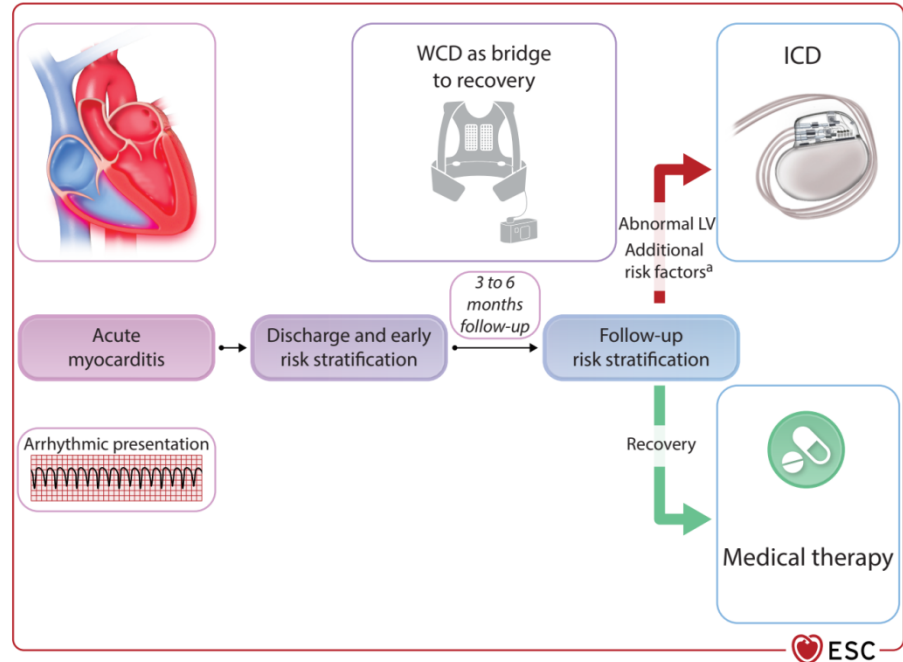 WCD as bridge
to recovery
ICD
Abnormal LV
Additional
risk factorsª
3 to 6
months
follow-up
Acute
myocarditis
Discharge and early
risk stratification
Follow-up
risk stratification
Arrhythmic presentation
Recovery
Medical therapy
ESC